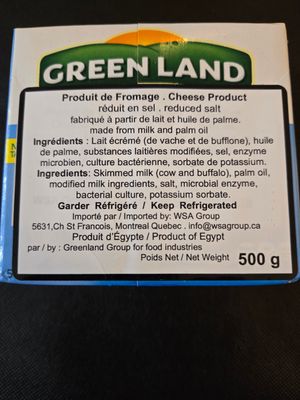 GREEN LAND
Produit de Fromage . Cheese Product
réduit en sel . reduced salt
fabriqué à partir de lait et huile de palme.
made from milk and palm oil
Ingrédients : Lait écrémé (de vache et de bufflone), huile
de palme, substances laitières modifiées, sel, enzyme
microbien, culture bactérienne, sorbate de potassium.
Ingredients: Skimmed milk (cow and buffalo), palm oil,
modified milk ingredients, salt, microbial enzyme,
bacterial culture, potassium sorbate.
Garder Réfrigéré / Keep Refrigerated
Importé par / Imported by: WSA Group
5631,Ch St Francois, Montreal Quebec . info@wsagroup.ca
Produit d'Égypte / Product of Egypt
par / by : Greenland Group for food industries
Poids Net / Net Weight 500 g